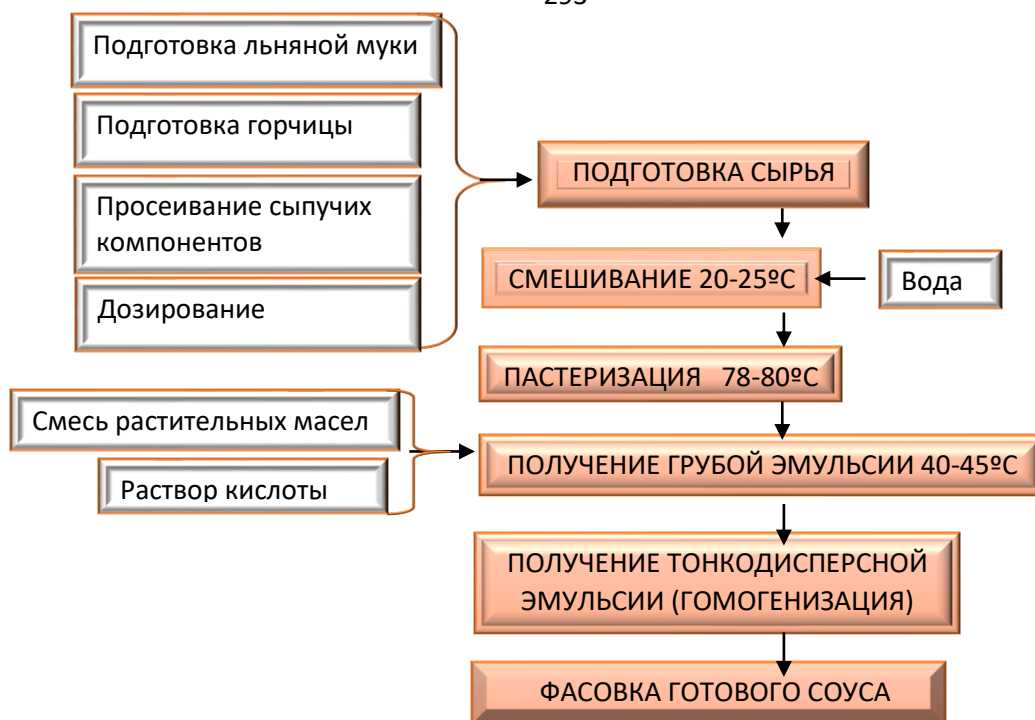 Подготовка льняной муки
Подготовка горчицы
Просеивание сыпучих
компонентов
Дозирование
ПОДГОТОВКА СЫРЬЯ
СМЕШИВАНИЕ 20-25ºС
Вода
ПАСТЕРИЗАЦИЯ 78-80ºС
Смесь растительных масел
Раствор кислоты
ПОЛУЧЕНИЕ ГРУБОЙ ЭМУЛЬСИИ 40-45ºС
ПОЛУЧЕНИЕ ТОНКОДИСПЕРСНОЙ
ЭМУЛЬСИИ (ГОМОГЕНИЗАЦИЯ)
ФАСОВКА ГОТОВОГО СОУСА